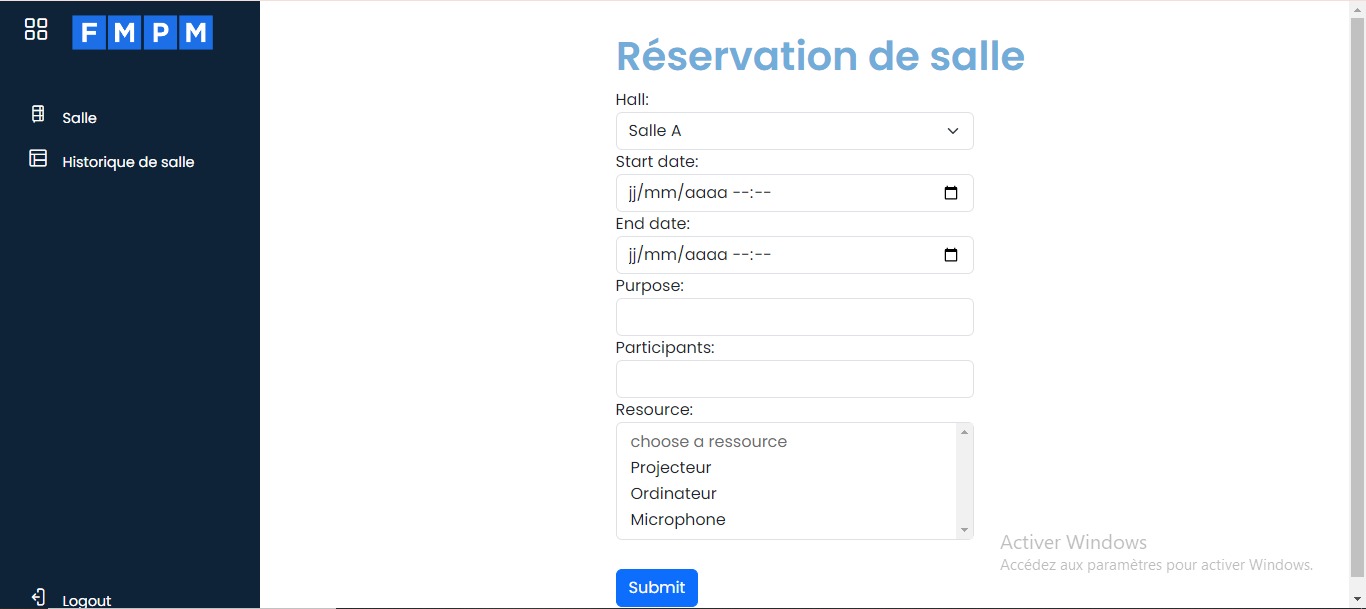 FMPM
Salle
Historique de salle
Logout
Réservation de salle
Hall:
Salle A
Start date:
jj/mm/aaaa --:--
End date:
jj/mm/aaaa --:--
Purpose:
Participants:
Resource:
choose a ressource
Projecteur
Ordinateur
Microphone
Submit
Activer Windows
Accédez aux paramètres pour activer Windows.